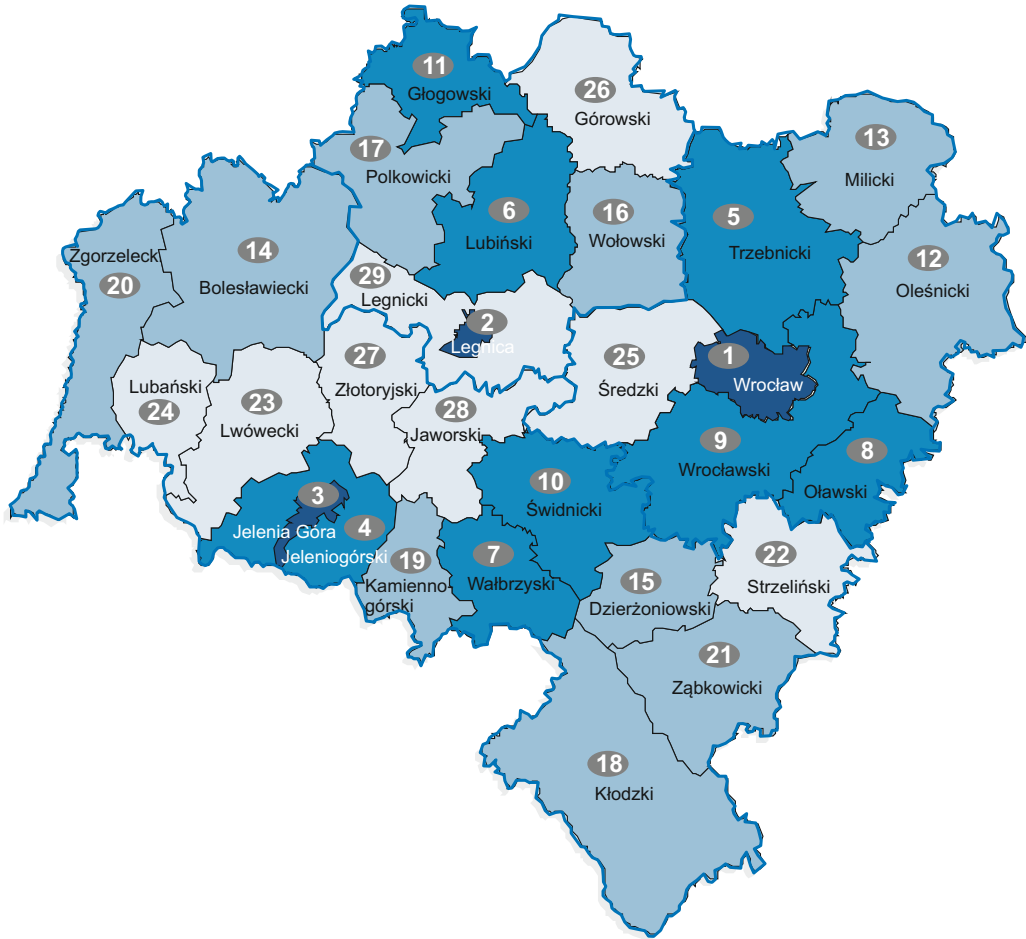 11
Głogowski
26
Górowski
13
Milicki
17
Polkowicki
6
Lubiński
16
Wołowski
5
Trzebnicki
12
Oleśnicki
Zgorzeleck
20
14
Bolesławiecki
29
Legnicki
2
Legnica
27
Złotoryjski
25
Średzki
1
Wrocław
Lubański
24
23
Lwówecki
28
Jaworski
9
Wrocławski
8
Oławski
10
Świdnicki
3
Jelenia Góra
4
Jeleniogórski
19
Kamienno-
górski
7
Wałbrzyski
15
Dzierżoniowski
22
Strzeliński
21
Ząbkowicki
18
Kłodzki